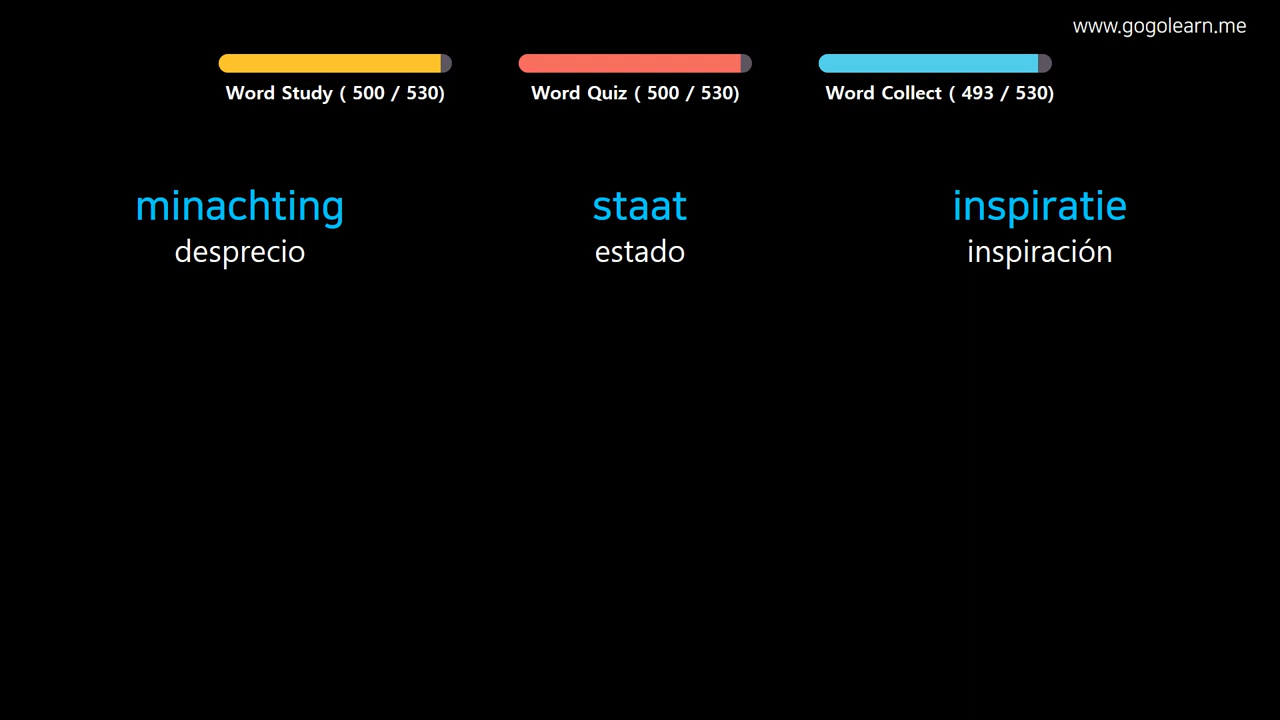 www.gogolearn.me
Word Study ( 500 / 530)
Word Quiz ( 500 / 530)
Word Collect ( 493 / 530)
minachting
desprecio
staat
estado
inspiratie
inspiración